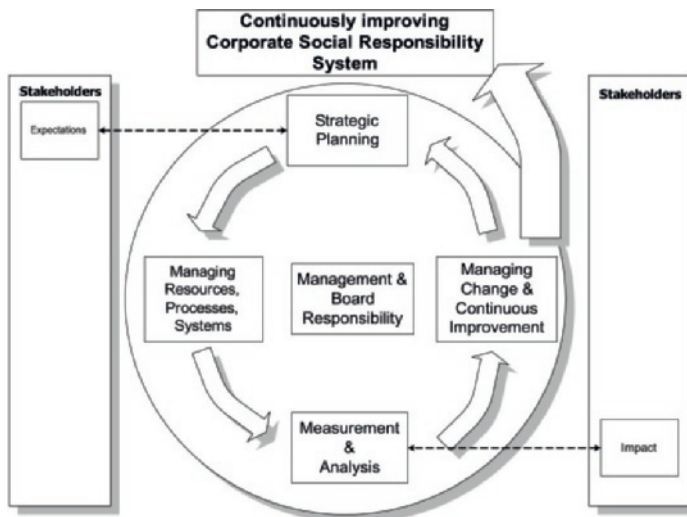 Continuously improving
Corporate Social Responsibility
System
Stakeholders
Expectations
Strategic
Planning
Stakeholders
Managing
Resources,
Processes,
Systems
Management &
Board
Responsibility
Managing
Change &
Continuous
Improvement
Measurement
&
Analysis
Impact